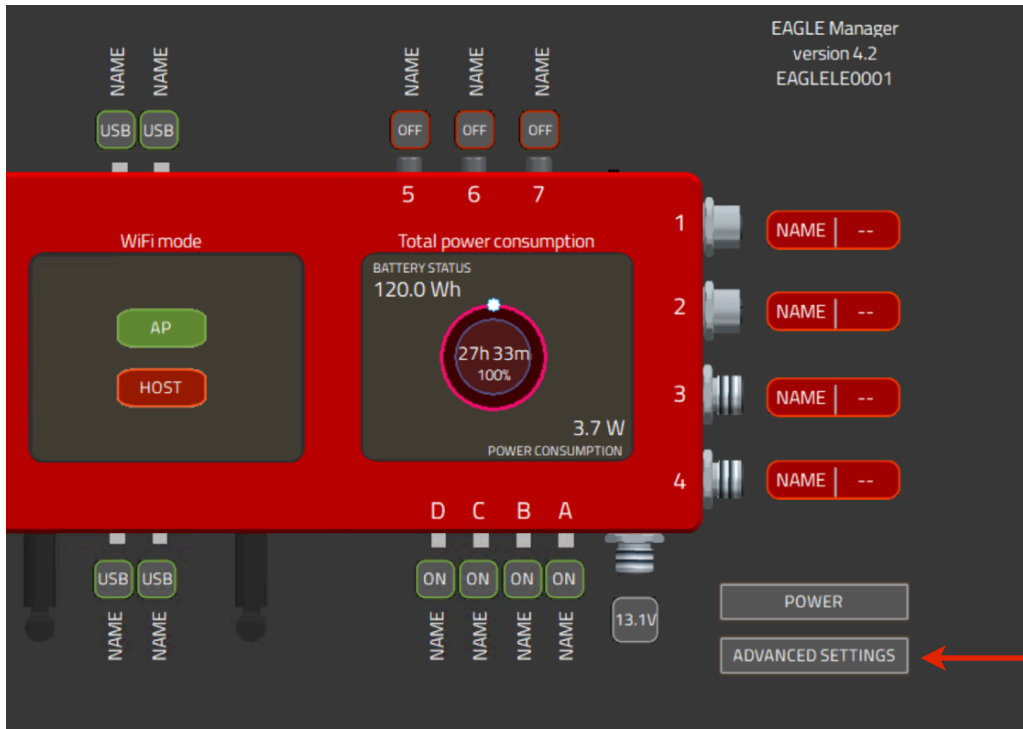 EAGLE Manager
version 4.2
EAGLELE0001
NAME
NAME
NAME
NAME
NAME
USB
USB
OFF
OFF
OFF
5
6
7
WiFi mode
AP
HOST
Total power consumption
BATTERY STATUS
120.0 Wh
27h 33m
100%
3.7 W
POWER CONSUMPTION
1
NAME --
2
NAME --
3
NAME --
4
NAME --
D
C
B
A
USB
USB
ON
ON
ON
ON
NAME
NAME
NAME
NAME
NAME
NAME
13.1V
POWER
ADVANCED SETTINGS